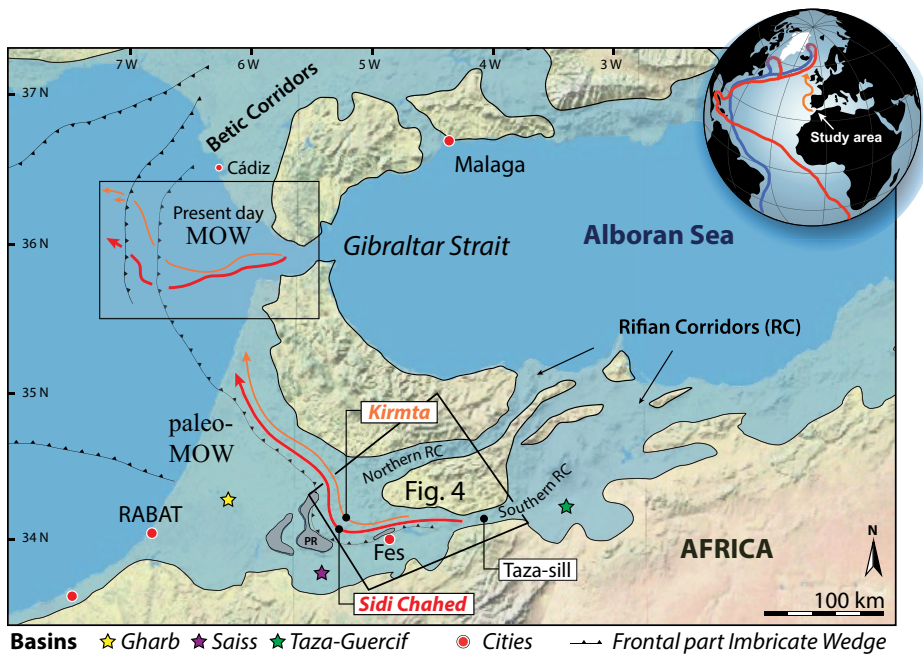 7 W
6 W
5 W
4 W
3 W
37 N
36 N
35 N
34 N
Study area
Betic Corridors
Cádiz
Malaga
Present day
MOW
Gibraltar Strait
Alboran Sea
Rifian Corridors (RC)
Kirmta
paleo-
MOW
Northern RC
Fig. 4
Southern RC
RABAT
PR
Fes
Taza-sill
AFRICA
N
Sidi Chahed
100 km
Basins Gharb Saiss Taza-Guercif Cities Frontal part Imbricate Wedge